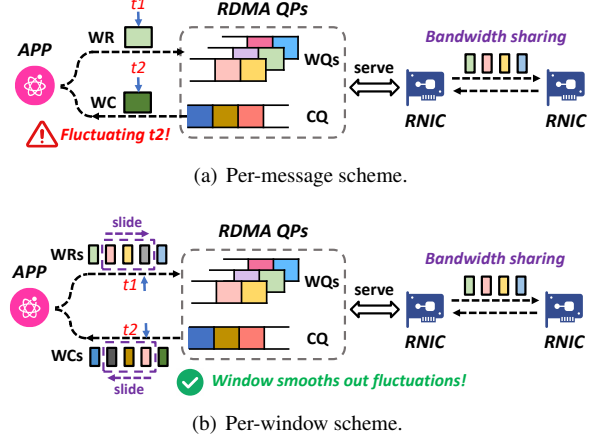 t1
RDMA QPs
WR
APP
Bandwidth sharing
t2
WQs
WC
serve
CQ
RNIC
RNIC
Fluctuating t2!
(a) Per-message scheme.
slide
RDMA QPs
WRs
APP
Bandwidth sharing
t1
WQs
serve
t2
CQ
RNIC
RNIC
WCs
slide
Window smooths out fluctuations!
(b) Per-window scheme.